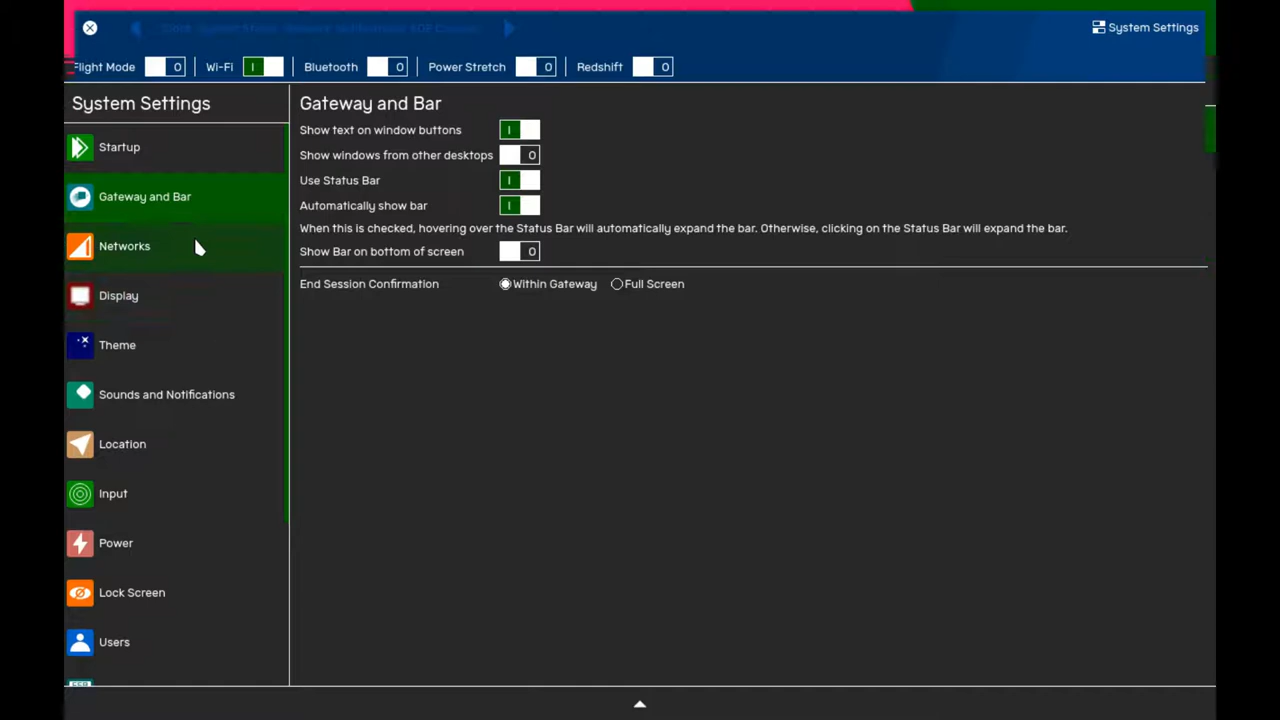 System Settings
Flight Mode 0 Wi-Fi I Bluetooth 0 Power Stretch 0 Redshift 0
System Settings
Startup
Gateway and Bar
Networks
Display
Theme
Sounds and Notifications
Location
Input
Power
Lock Screen
Users
Gateway and Bar
Show text on window buttons I
Show windows from other desktops 0
Use Status Bar I
Automatically show bar I
When this is checked, hovering over the Status Bar will automatically expand the bar. Otherwise, clicking on the Status Bar will expand the bar.
Show Bar on bottom of screen 0
End Session Confirmation Within Gateway Full Screen